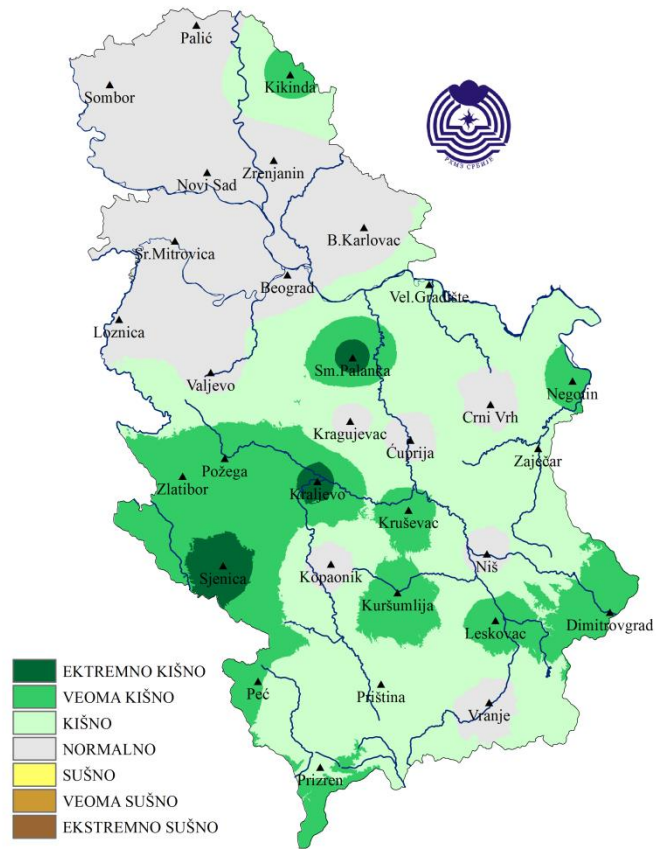 Palić
Kikinda
Sombor
Zrenjanin
Novi Sad
B.Karlovac
Sr.Mitrovica
Beograd
Vel.Gradište
Loznica
Sm.Palanka
Valjevo
Negotin
Crni Vrh
Kragujevac
Ćuprija
Zaječar
Požega
Zlatibor
Kraljevo
Kruševac
Niš
Sjenica
Kopaonik
Kuršumlija
Leskovac
Dimitrovgrad
Peć
Priština
Vranje
Prizren
РХМЗ СРБИЈЕ
EKTREMNO KIŠNO
VEOMA KIŠNO
KIŠNO
NORMALNO
SUŠNO
VEOMA SUŠNO
EKSTREMNO SUŠNO